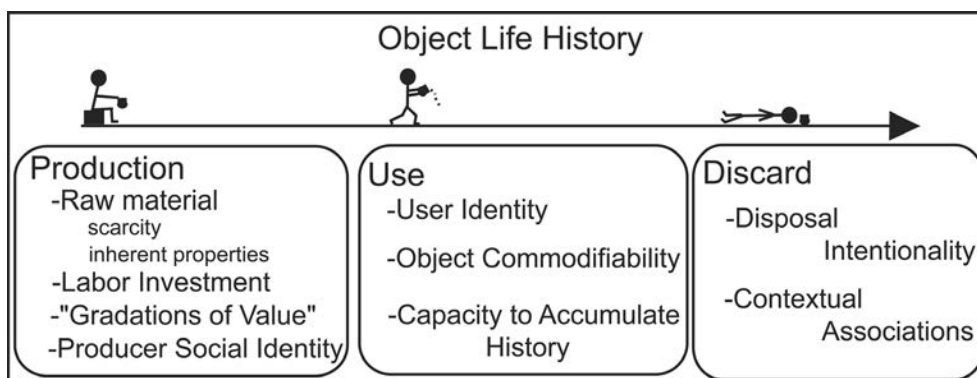 Object Life History
Production
-Raw material
scarcity
inherent properties
-Labor Investment
-"Gradations of Value"
-Producer Social Identity
Use
-User Identity
-Object Commodifiability
-Capacity to Accumulate
History
Discard
-Disposal
Intentionality
-Contextual
Associations